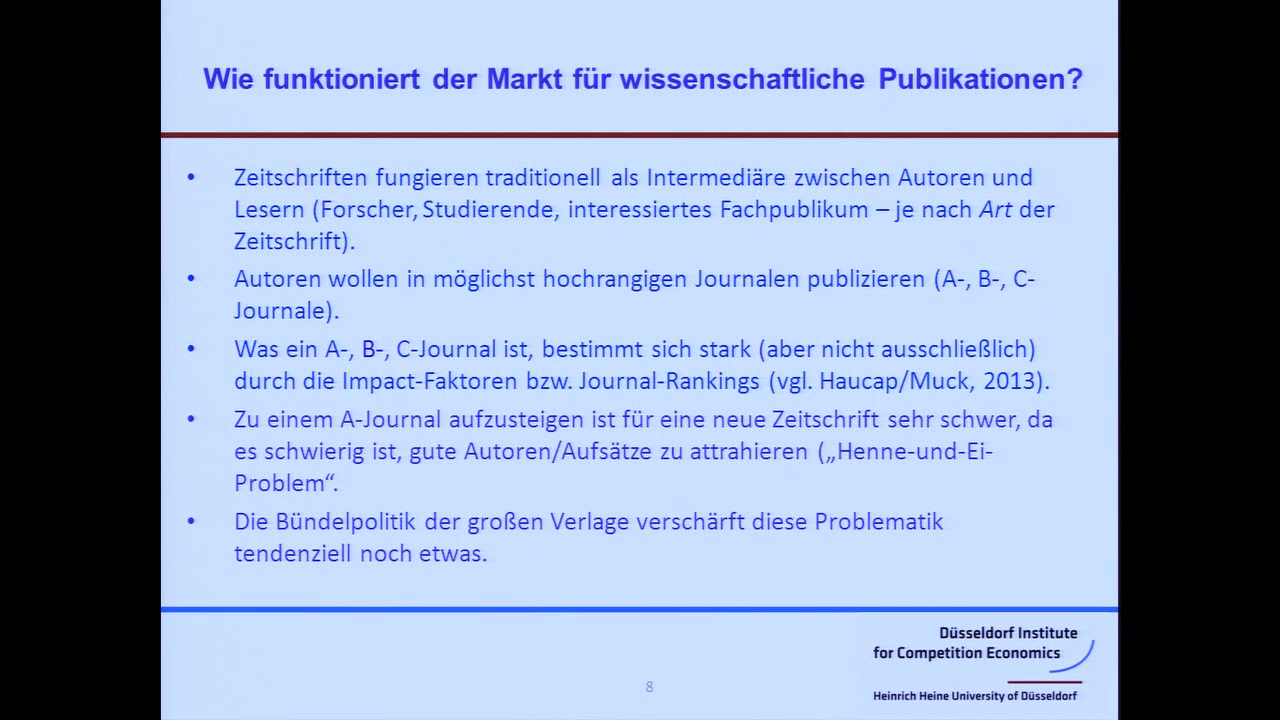 Wie funktioniert der Markt für wissenschaftliche Publikationen?
• Zeitschriften fungieren traditionell als Intermediäre zwischen Autoren und
Lesern (Forscher, Studierende, interessiertes Fachpublikum – je nach Art der
Zeitschrift).
• Autoren wollen in möglichst hochrangigen Journalen publizieren (A-, B-, C-
Journale).
• Was ein A-, B-, C-Journal ist, bestimmt sich stark (aber nicht ausschließlich)
durch die Impact-Faktoren bzw. Journal-Rankings (vgl. Haucap/Muck, 2013).
• Zu einem A-Journal aufzusteigen ist für eine neue Zeitschrift sehr schwer, da
es schwierig ist, gute Autoren/Aufsätze zu attrahieren („Henne-und-Ei-
Problem“.
• Die Bündelpolitik der großen Verlage verschärft diese Problematik
tendenziell noch etwas.
Düsseldorf Institute
for Competition Economics
8
Heinrich Heine University of Düsseldorf